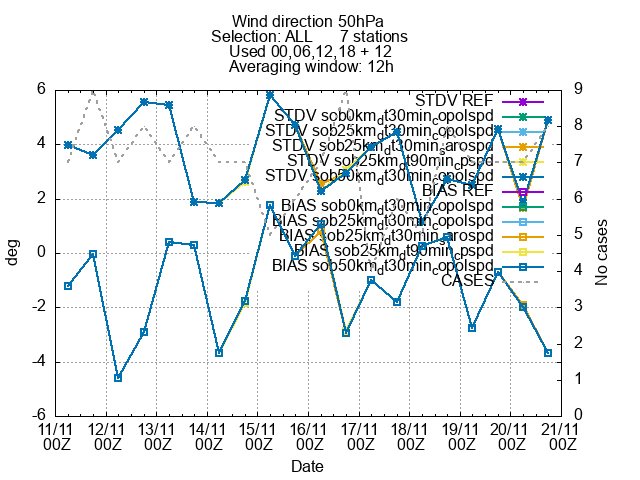 Wind direction 50hPa
Selection: ALL 7 stations
Used 00,06,12,18 + 12
Averaging window: 12h
STDV REF
STDV sob0km_dt30min_copolspd
STDV sob25km_dt30min_copolspd
STDV sob25km_dt30min_sarospd
STDV sob25km_dt90min_cpspd
STDV sob50km_dt30min_copolspd
BIAS REF
BIAS sob0km_dt30min_copolspd
BIAS sob25km_dt30min_copolspd
BIAS sob25km_dt30min_sarospd
BIAS sob25km_dt90min_cpspd
BIAS sob50km_dt30min_copolspd
CASES
6
4
2
0
-2
-4
-6
deg
9
8
7
6
5
4
3
2
1
0
No cases
11/11 12/11 13/11 14/11 15/11 16/11 17/11 18/11 19/11 20/11 21/11
00Z 00Z 00Z 00Z 00Z 00Z 00Z 00Z 00Z 00Z 00Z
Date